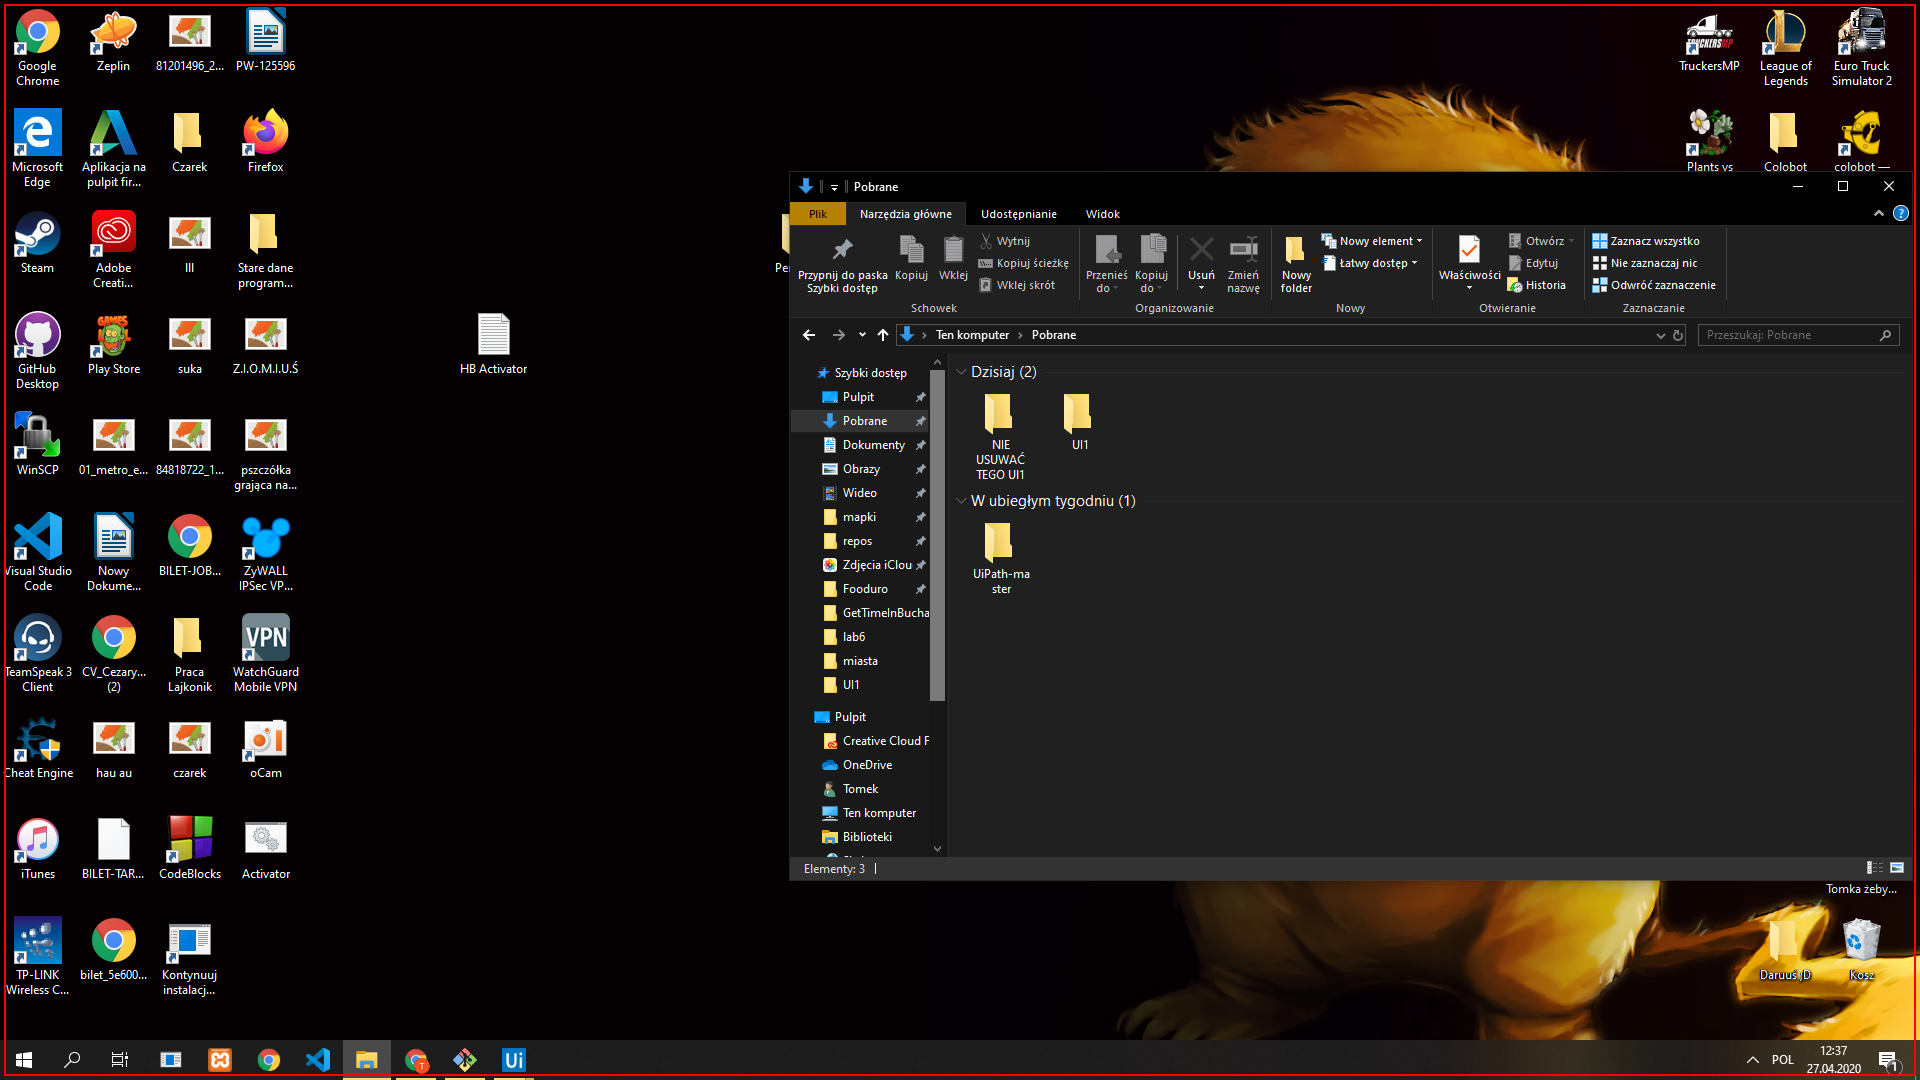 Google
Chrome
Zeplin
81201496_2...
PW-125596
TruckersMP
League of
Legends
Euro Truck
Simulator 2
Microsoft
Edge
Aplikacja na
pulpit fir...
Czarek
Firefox
Plants vs
Colobot
colobot —
Steam
Adobe
Creati...
III
Stare dane
program...
GitHub
Desktop
Play Store
suka
Z.I.O.M.I.U.Ś
HB Activator
WinSCP
01_metro_e...
84818722_1...
pszczółka
grająca na...
Visual Studio
Code
Nowy
Dokume...
BILET-JOB...
ZyWALL
IPSec VP...
TeamSpeak 3
Client
CV_Cezary...
(2)
Praca
Lajkonik
VPN
WatchGuard
Mobile VPN
Cheat Engine
hau au
czarek
oCam
iTunes
BILET-TAR...
CodeBlocks
Activator
TP-LINK
Wireless C...
bilet_5e600...
Kontynuuj
instalacj...
Pobrane
Plik
Narzędzia główne
Udostępnianie
Widok
Przypnij do paska
Szybki dostęp
Kopiuj
Wklej
Wytnij
Kopiuj ścieżkę
Wklej skrót
Schowek
Przenieś
do
Kopiuj
do
Usuń
Zmień
nazwę
Organizowanie
Nowy
folder
Nowy element
Łatwy dostęp
Nowy
Właściwości
Otwórz
Edytuj
Historia
Otwieranie
Zaznacz wszystko
Nie zaznaczaj nic
Odwróć zaznaczenie
Zaznaczanie
Ten komputer
Pobrane
Przeszukaj: Pobrane
Szybki dostęp
Pulpit
Pobrane
Dokumenty
Obrazy
Wideo
mapki
repos
Zdjęcia iClou
Fooduro
GetTimeInBucha
lab6
miasta
UI1
Pulpit
Creative Cloud F
OneDrive
Tomek
Ten komputer
Biblioteki
Dzisiaj (2)
NIE
USUWAĆ
TEGO UI1
UI1
W ubiegłym tygodniu (1)
UiPath-ma
ster
Elementy: 3
Tomka żeby...
Daruuś ;D
Kosz
Ui
POL
12:37
27.04.2020
1